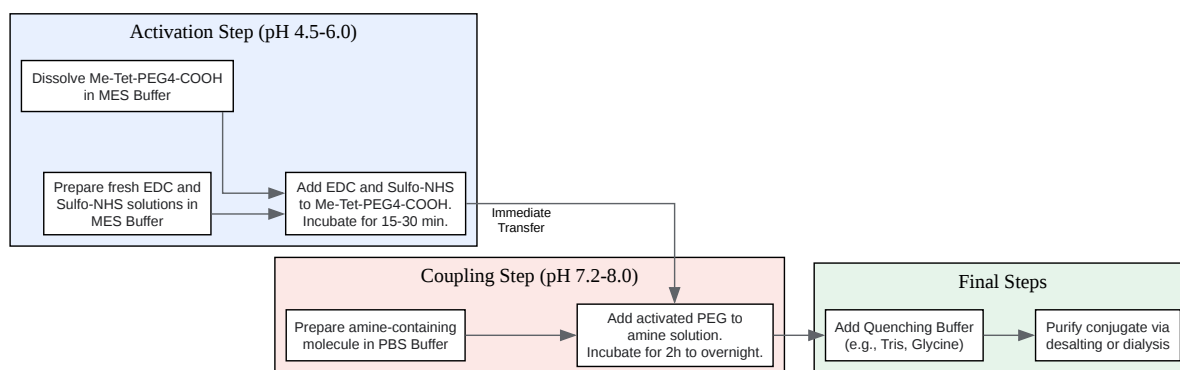 Activation Step (pH 4.5-6.0)
Dissolve Me-Tet-PEG4-COOH
in MES Buffer
Prepare fresh EDC and
Sulfo-NHS solutions in
MES Buffer
Add EDC and Sulfo-NHS
to Me-Tet-PEG4-COOH.
Incubate for 15-30 min.
Immediate
Transfer
Coupling Step (pH 7.2-8.0)
Prepare amine-containing
molecule in PBS Buffer
Add activated PEG to
amine solution.
Incubate for 2h to overnight.
Final Steps
Add Quenching Buffer
(e.g., Tris, Glycine)
Purify conjugate via
desalting or dialysis